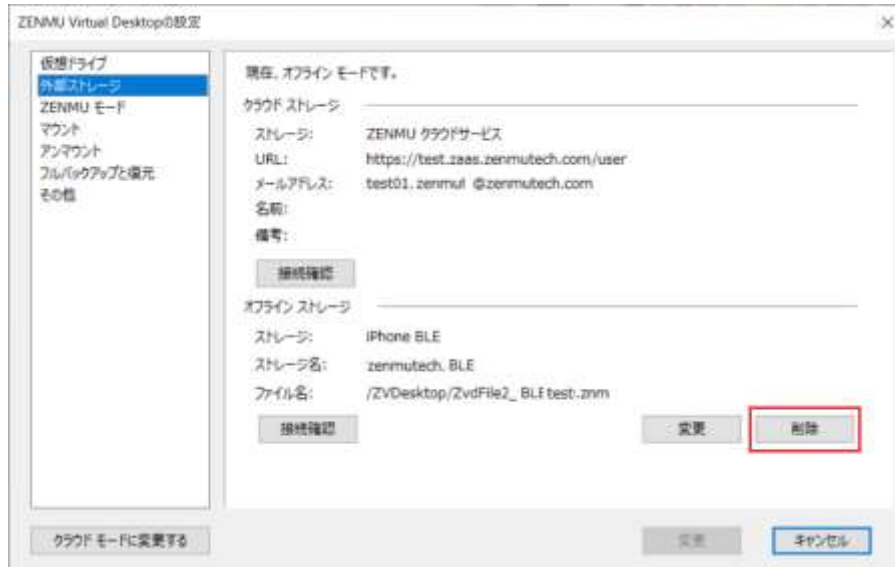 ZENMU Virtual Desktopの設定
仮想ドライブ
外部ストレージ
ZENMU モード
マウント
アンマウント
フルバックアップと復元
その他
現在、オフライン モードです。
クラウド ストレージ
ストレージ: ZENMU クラウドサービス
URL: https://test.zaas.zenmutech.com/user
メールアドレス: test01.zenmul @zenmutech.com
名前:
備考:
接続確認
オフライン ストレージ
ストレージ: iPhone BLE
ストレージ名: zenmutech. BLE
ファイル名: /ZVDesktop/ZvdFile2_ BLEtest.znm
接続確認 変更 削除
クラウド モードに変更する 変更 キャンセル